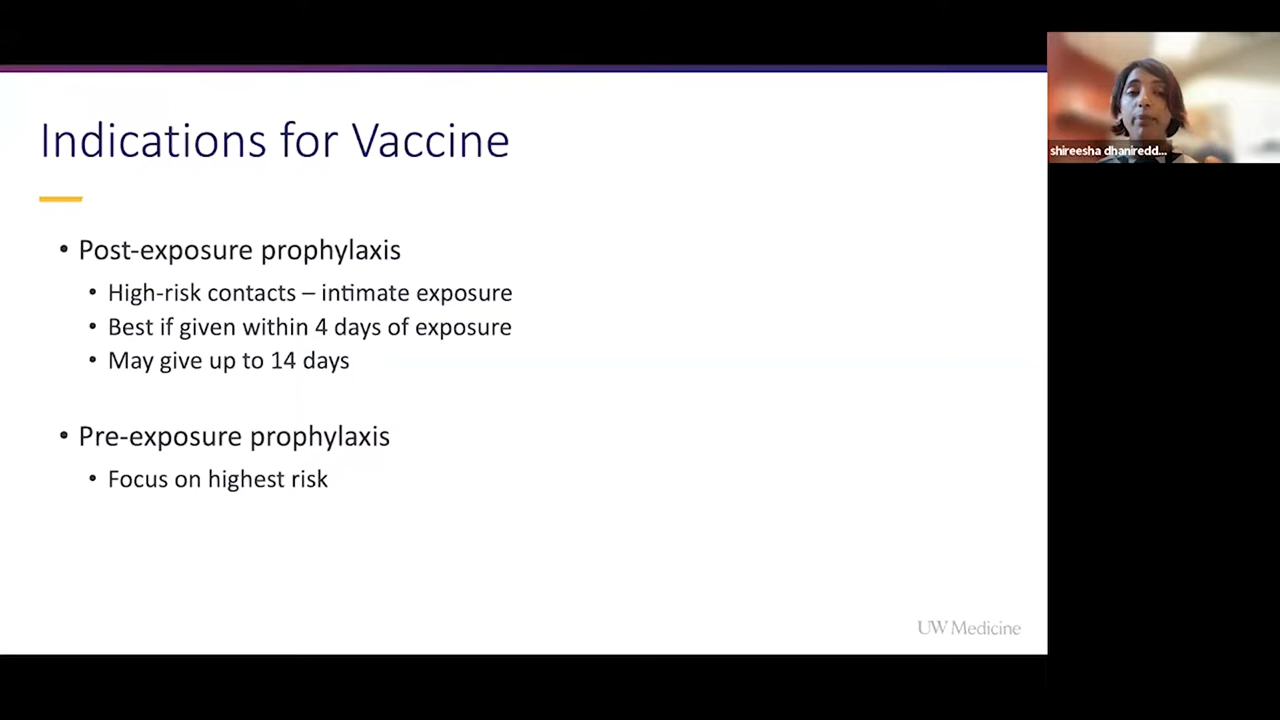 Indications for Vaccine
• Post-exposure prophylaxis
• High-risk contacts – intimate exposure
• Best if given within 4 days of exposure
• May give up to 14 days
• Pre-exposure prophylaxis
• Focus on highest risk
UW Medicine
shireesha dhaniredd...